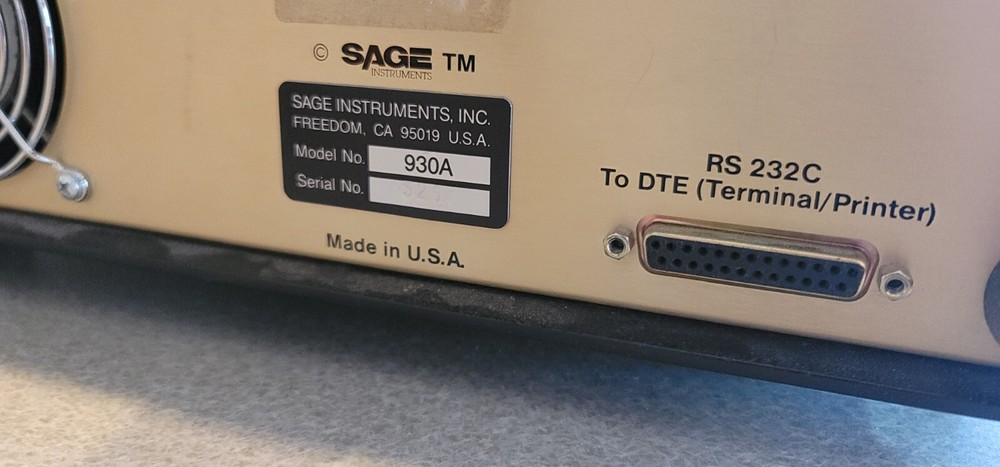 © SAGE TM
INSTRUMENTS
SAGE INSTRUMENTS, INC.
FREEDOM, CA 95019 U.S.A.
Model No. 930A
Serial No.
Made in U.S.A.
RS 232C
To DTE (Terminal/Printer)